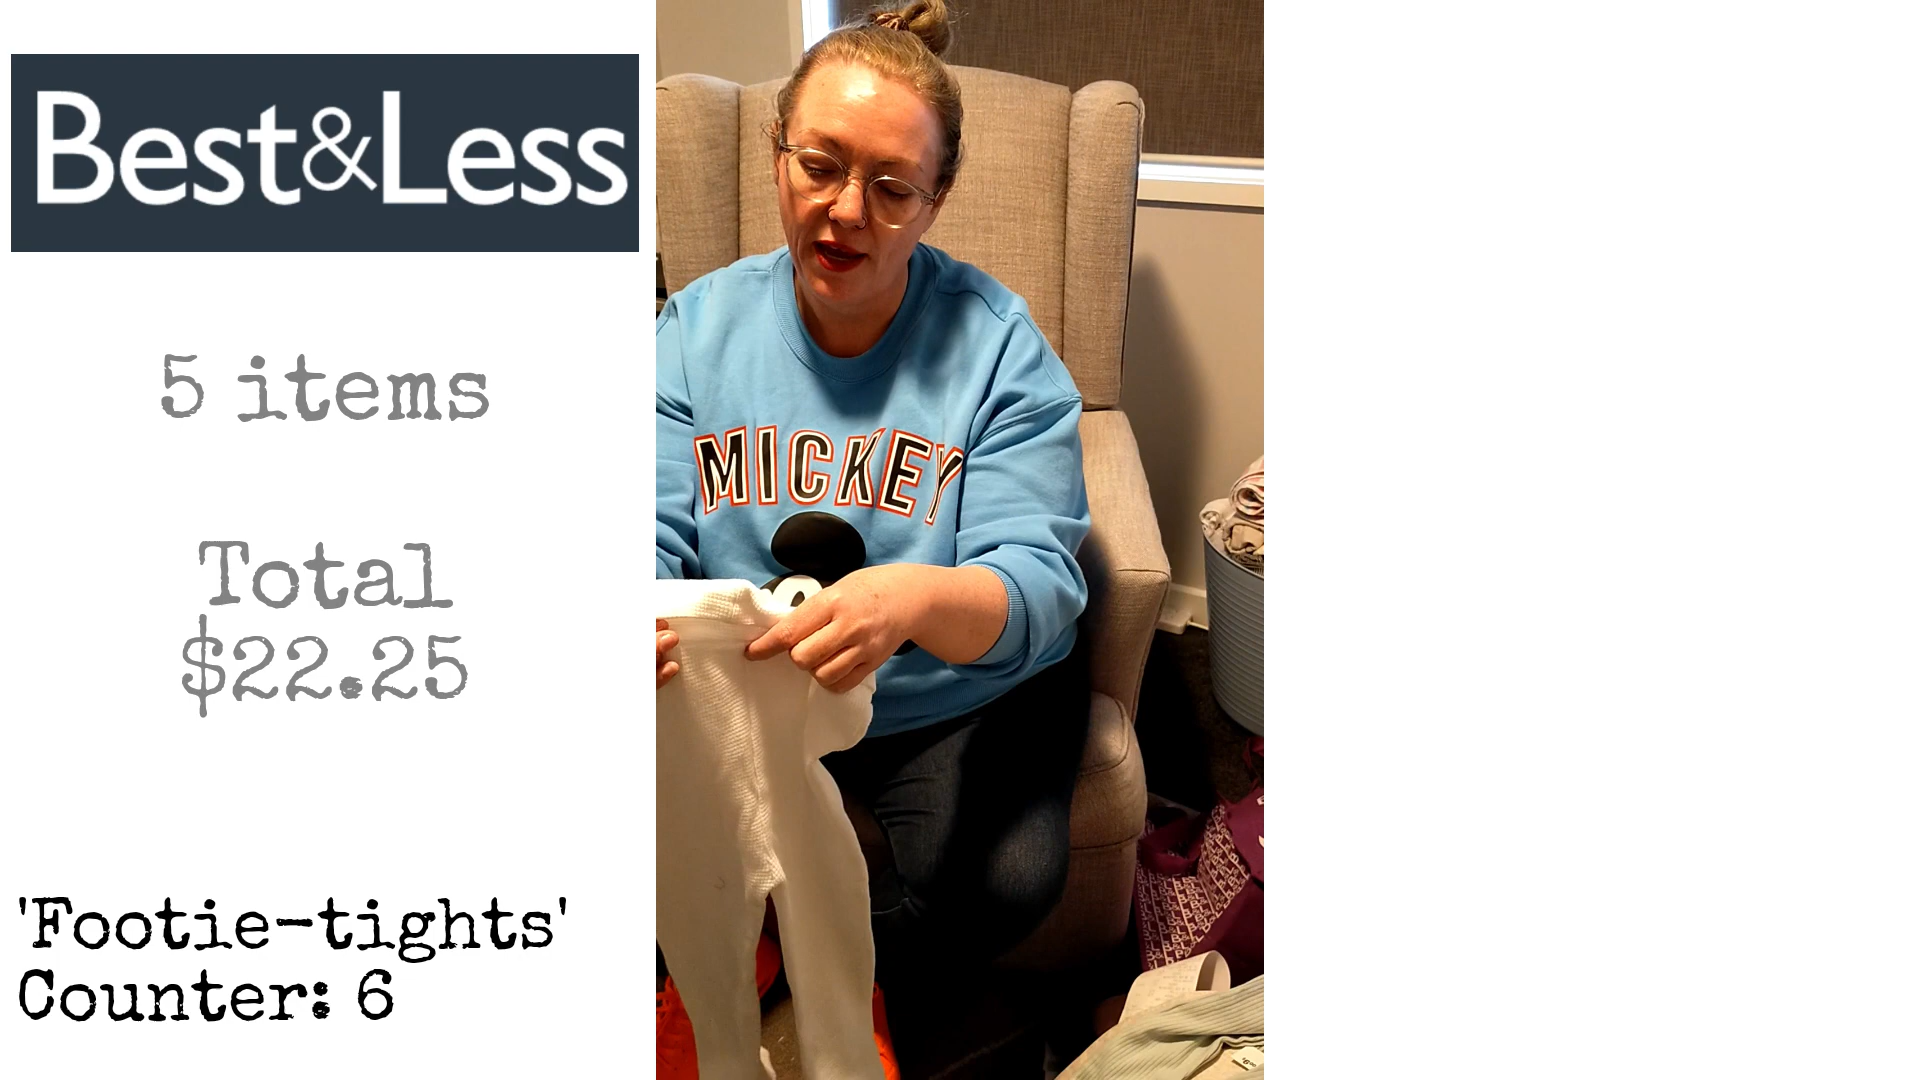 Best&Less
5 items
Total
$22.25
'Footie-tights'
Counter: 6
MICKEY